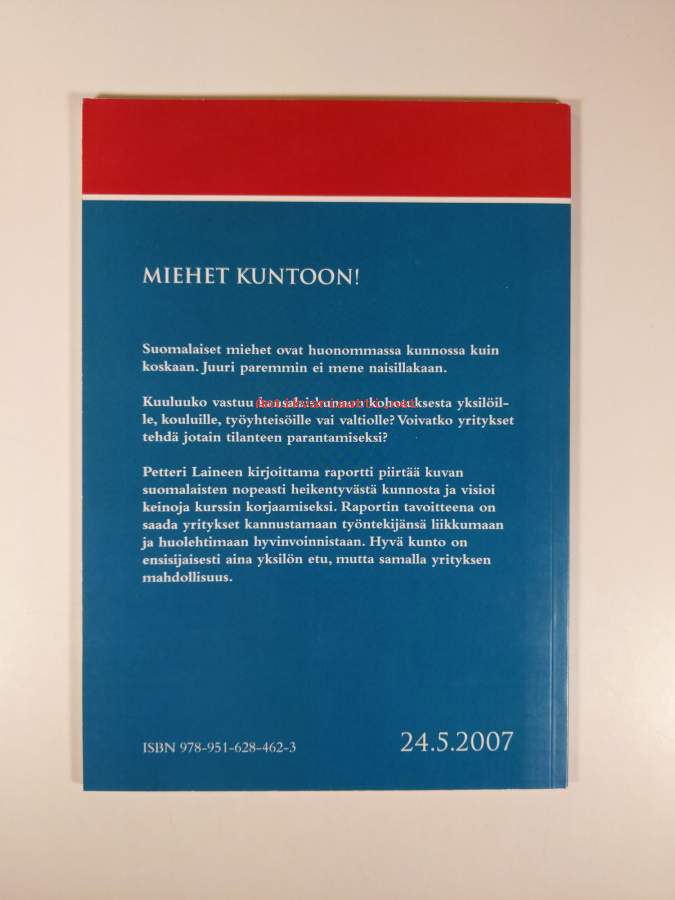 MIEHET KUNTOON!
Suomalaiset miehet ovat huonommassa kunnossa kuin
koskaan. Juuri paremmin ei mene naisillakaan.
Kuuluuko vastuu kansalaiskunnon kohotuksesta yksilöil-
le, kouluille, työyhteisöille vai valtiolle? Voivatko yritykset
tehdä jotain tilanteen parantamiseksi?
Petteri Laineen kirjoittama raportti piirtää kuvan
suomalaisten nopeasti heikentyvästä kunnosta ja visioi
keinoja kurssin korjaamiseksi. Raportin tavoitteena on
saada yritykset kannustamaan työntekijänsä liikkumaan
ja huolehtimaan hyvinvoinnistaan. Hyvä kunto on
ensisijaisesti aina yksilön etu, mutta samalla yrityksen
mahdollisuus.
ISBN 978-951-628-462-3
24.5.2007